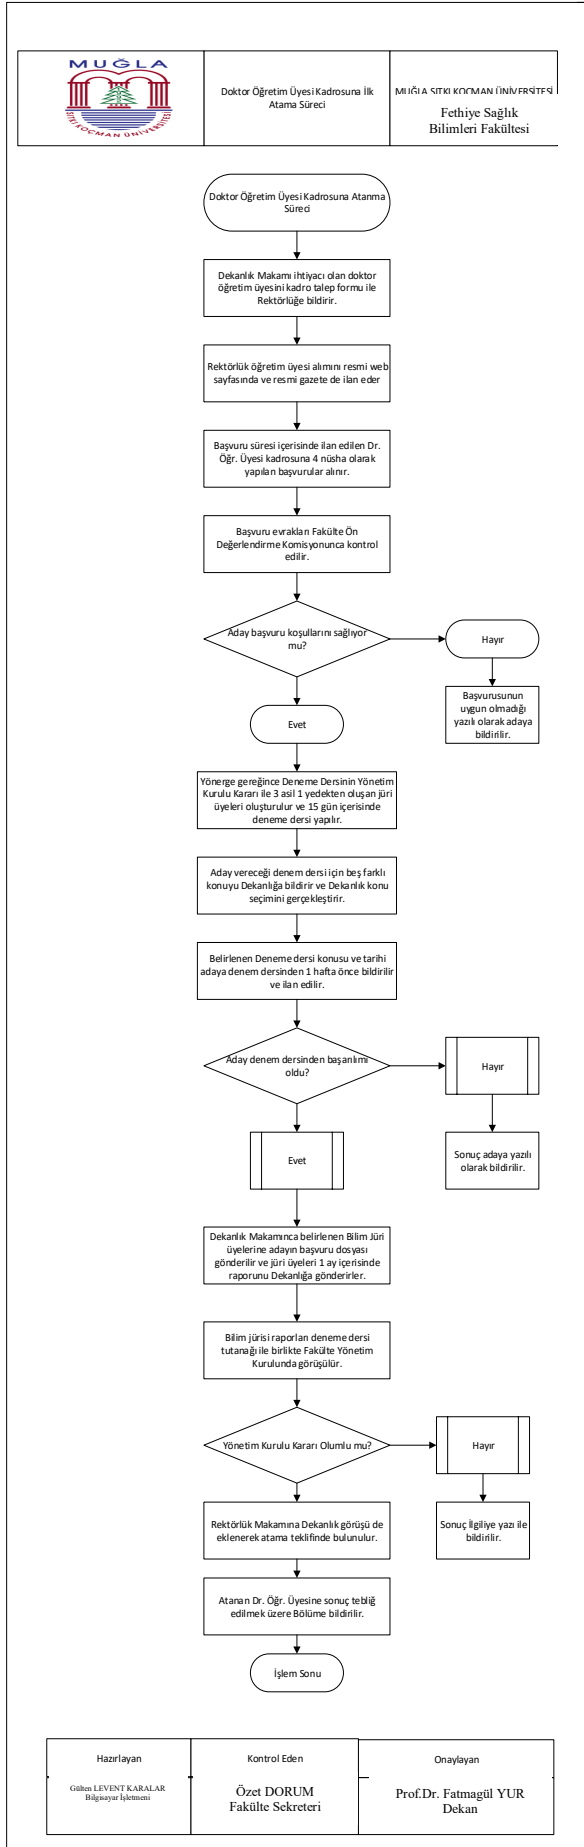 MUĞLA
SITKI KOÇMAN ÜNİVERSİTESİ
Doktor Öğretim Üyesi Kadrosuna İlk
Atama Süreci
MUĞLA SITKI KOÇMAN ÜNİVERSİTESİ
Fethiye Sağlık
Bilimleri Fakültesi
Doktor Öğretim Üyesi Kadrosuna Atanma
Süreci
Dekanlık Makamı ihtiyacı olan doktor
öğretim üyesini kadro talep formu ile
Rektörlüğe bildirir.
Rektörlük öğretim üyesi alımını resmi web
sayfasında ve resmi gazete de ilan eder
Başvuru süresi içerisinde ilan edilen Dr.
Öğr. Üyesi kadrosuna 4 nüsha olarak
yapılan başvurular alınır.
Başvuru evrakları Fakülte Ön
Değerlendirme Komisyonunca kontrol
edilir.
Aday başvuru koşullarını sağlıyor
mu?
Hayır
Başvurusunun
uygun olmadığı
yazılı olarak adaya
bildirilir.
Evet
Yönerge gereğince Deneme Dersinin Yönetim
Kurulu Kararı ile 3 asil 1 yedekten oluşan jüri
üyeleri oluşturulur ve 15 gün içerisinde
deneme dersi yapılır.
Aday vereceği denem dersi için beş farklı
konuyu Dekanlığa bildirir ve Dekanlık konu
seçimini gerçekleştirir.
Belirlenen Deneme dersi konusu ve tarihi
adaya denem dersinden 1 hafta önce bildirilir
ve ilan edilir.
Aday denem dersinden başarılımı
oldu?
Hayır
Sonuç adaya yazılı
olarak bildirilir.
Evet
Dekanlık Makamınca belirlenen Bilim Jüri
üyelerine adayın başvuru dosyası
gönderilir ve jüri üyeleri 1 ay içerisinde
raporunu Dekanlığa gönderirler.
Bilim jürisi raporları deneme dersi
tutanağı ile birlikte Fakülte Yönetim
Kurulunda görüşülür.
Yönetim Kurulu Kararı Olumlu mu?
Hayır
Sonuç İlgiliye yazı ile
bildirilir.
Rektörlük Makamına Dekanlık görüşü de
eklenerek atama teklifinde bulunulur.
Atanan Dr. Öğr. Üyesine sonuç tebliğ
edilmek üzere Bölüme bildirilir.
İşlem Sonu
Hazırlayan
Gülten LEVENT KARALAR
Bilgisayar İşletmeni
Kontrol Eden
Özet DORUM
Fakülte Sekreteri
Onaylayan
Prof.Dr. Fatmagül YUR
Dekan